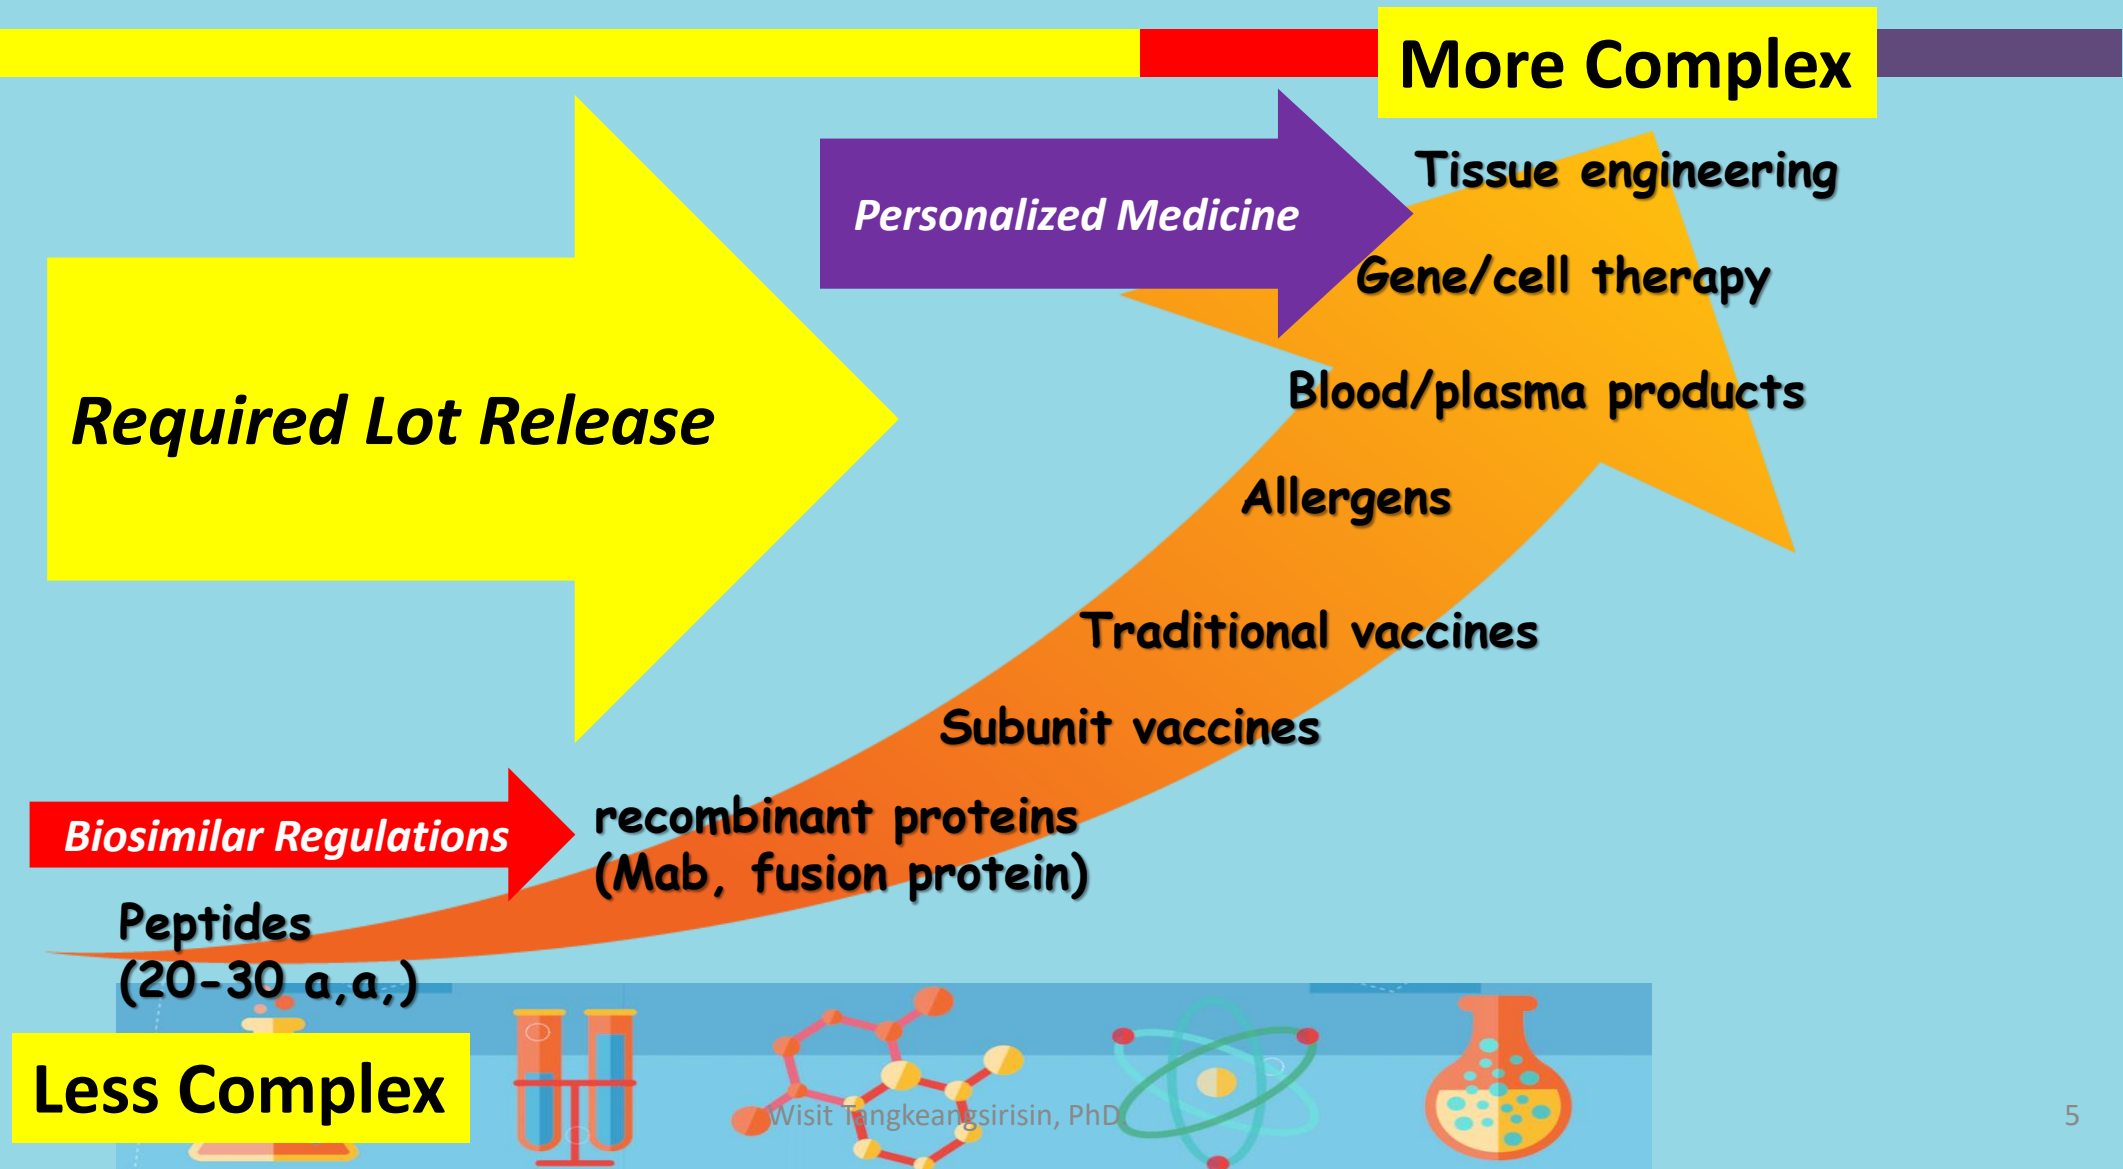 More Complex
Tissue engineering
Personalized Medicine
Gene/cell therapy
Blood/plasma products
Required Lot Release
Allergens
Traditional vaccines
Subunit vaccines
recombinant proteins
(Mab, fusion protein)
Biosimilar Regulations
Peptides
(20-30 a,a,)
Less Complex
Wisit Tangkeangsirisin, PhD.
5